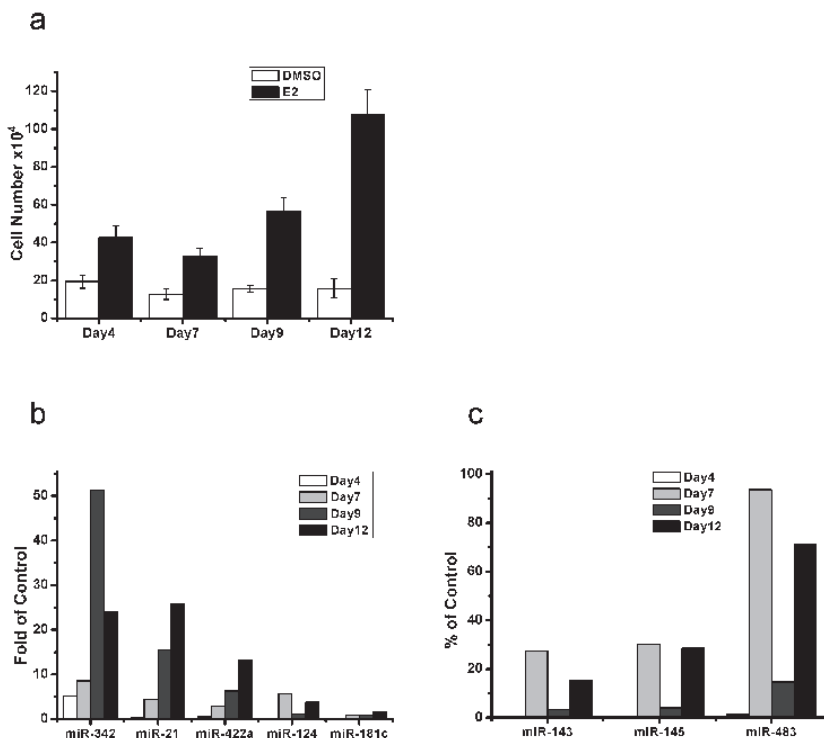 a
DMSO
E2
Cell Number x10⁴
120
100
80
60
40
20
0
Day4 Day7 Day9 Day12
b
Day4
Day7
Day9
Day12
Fold of Control
50
40
30
20
10
0
miR-342 miR-21 miR-422a miR-124 miR-181c
c
Day4
Day7
Day9
Day12
% of Control
100
80
60
40
20
0
mIR-143 mIR-145 mIR-483